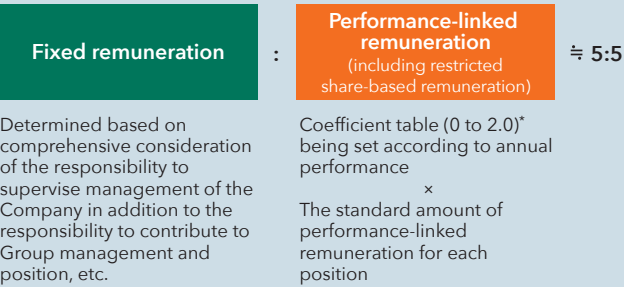 Fixed remuneration
:
Performance-linked
remuneration
(including restricted
share-based remuneration)
≒ 5:5
Determined based on
comprehensive consideration
of the responsibility to
supervise management of the
Company in addition to the
responsibility to contribute to
Group management and
position, etc.
Coefficient table (0 to 2.0)*
being set according to annual
performance
×
The standard amount of
performance-linked
remuneration for each
position